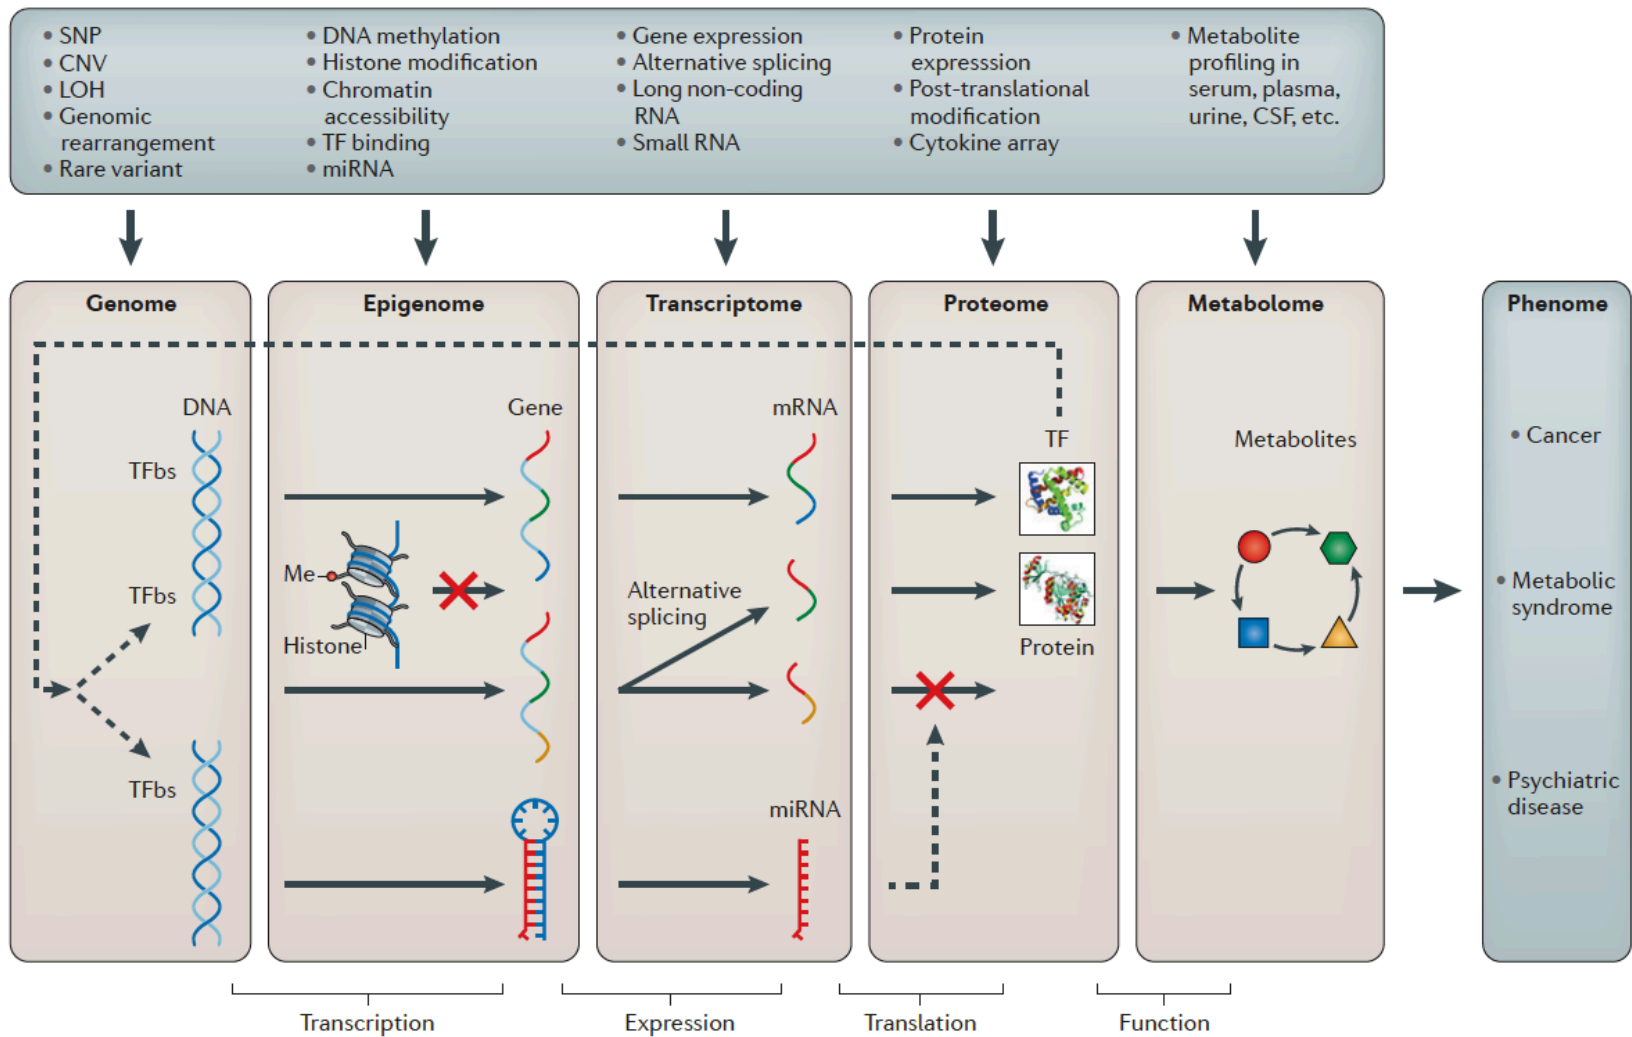 • SNP
• CNV
• LOH
• Genomic
rearrangement
• Rare variant
• DNA methylation
• Histone modification
• Chromatin
accessibility
• TF binding
• miRNA
• Gene expression
• Alternative splicing
• Long non-coding
RNA
• Small RNA
• Protein
expresssion
• Post-translational
modification
• Cytokine array
• Metabolite
profiling in
serum, plasma,
urine, CSF, etc.
Genome
DNA
TFbs
TFbs
TFbs
Epigenome
Gene
Me
Histone
Transcriptome
mRNA
Alternative
splicing
miRNA
Proteome
TF
Protein
Metabolome
Metabolites
Phenome
• Cancer
• Metabolic
syndrome
• Psychiatric
disease
Transcription
Expression
Translation
Function